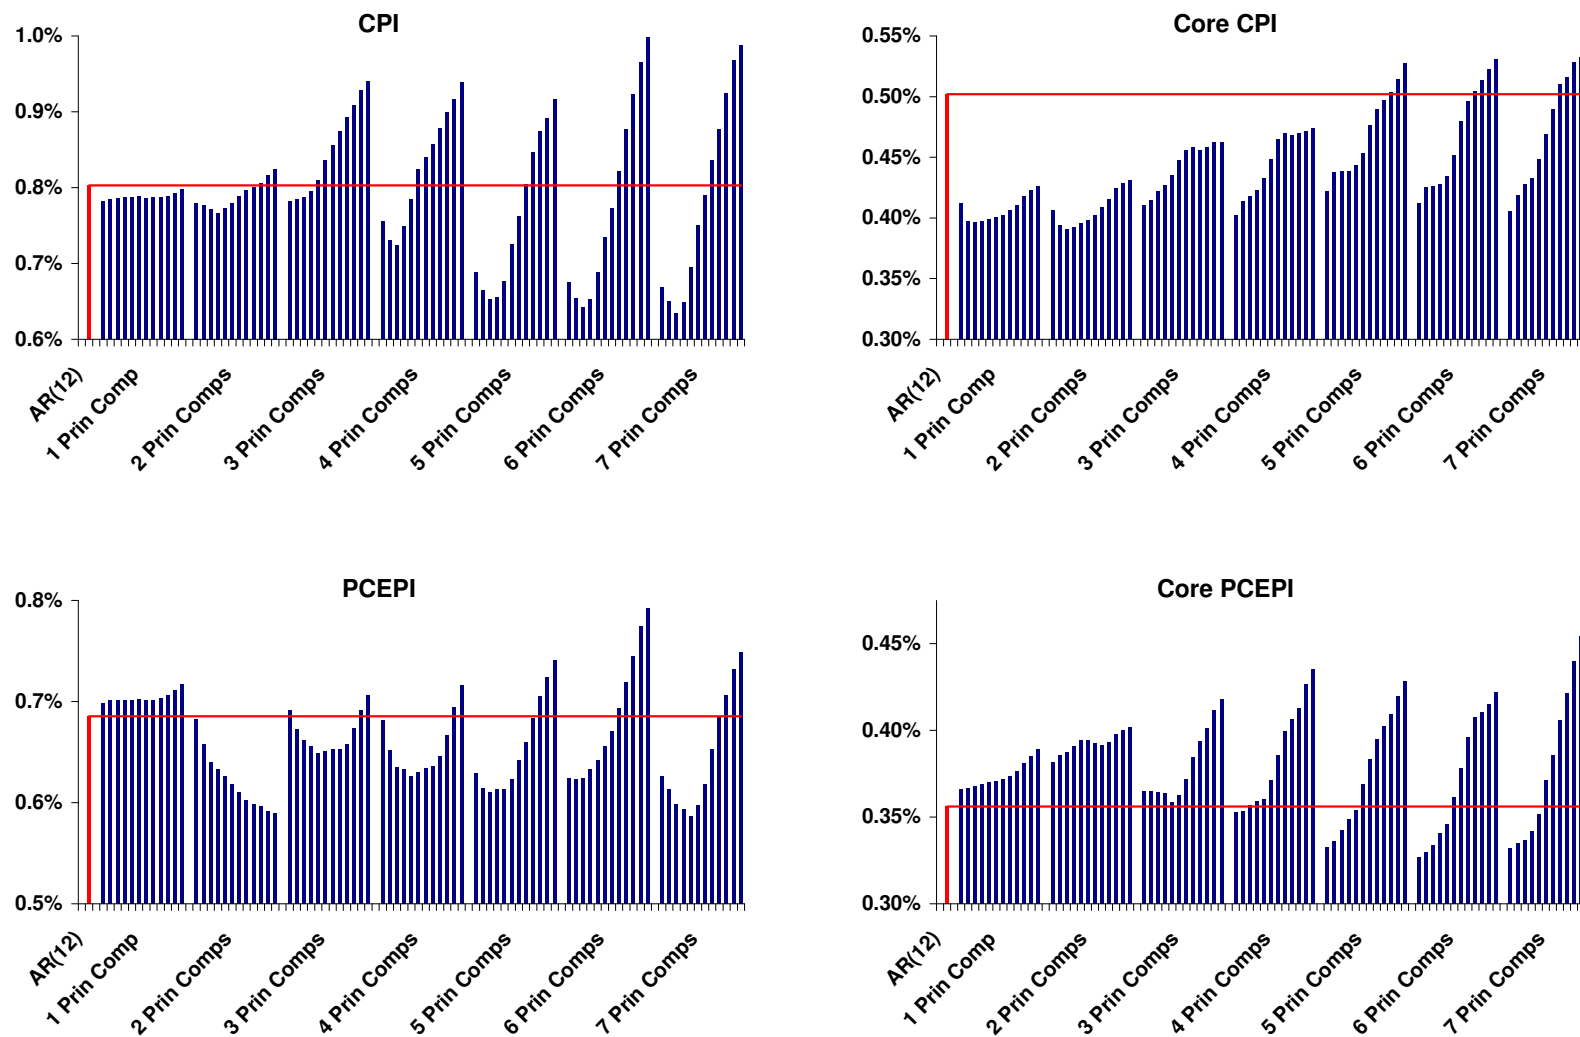 CPI
1.0%
0.9%
0.8%
0.7%
0.6%
AR(12)
1 Prin Comp
2 Prin Comps
3 Prin Comps
4 Prin Comps
5 Prin Comps
6 Prin Comps
7 Prin Comps
Core CPI
0.55%
0.50%
0.45%
0.40%
0.35%
0.30%
AR(12)
1 Prin Comp
2 Prin Comps
3 Prin Comps
4 Prin Comps
5 Prin Comps
6 Prin Comps
7 Prin Comps
PCEPI
0.8%
0.7%
0.6%
0.5%
AR(12)
1 Prin Comp
2 Prin Comps
3 Prin Comps
4 Prin Comps
5 Prin Comps
6 Prin Comps
7 Prin Comps
Core PCEPI
0.45%
0.40%
0.35%
0.30%
AR(12)
1 Prin Comp
2 Prin Comps
3 Prin Comps
4 Prin Comps
5 Prin Comps
6 Prin Comps
7 Prin Comps